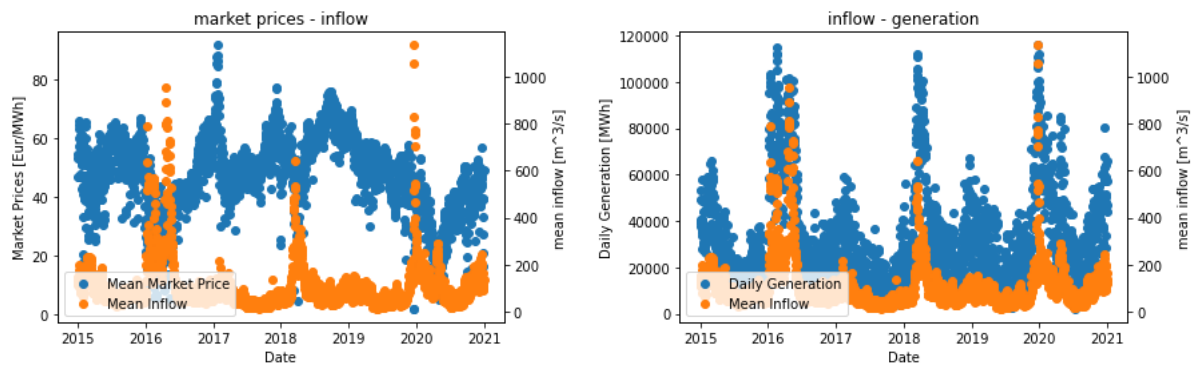 market prices - inflow
Market Prices [Eur/MWh]
80
60
40
20
0
1000
800
600
400
200
0
mean inflow [m^3/s]
Mean Market Price
Mean Inflow
2015 2016 2017 2018 2019 2020 2021
Date
inflow - generation
Daily Generation [MWh]
120000
100000
80000
60000
40000
20000
0
1000
800
600
400
200
0
mean inflow [m^3/s]
Daily Generation
Mean Inflow
2015 2016 2017 2018 2019 2020 2021
Date